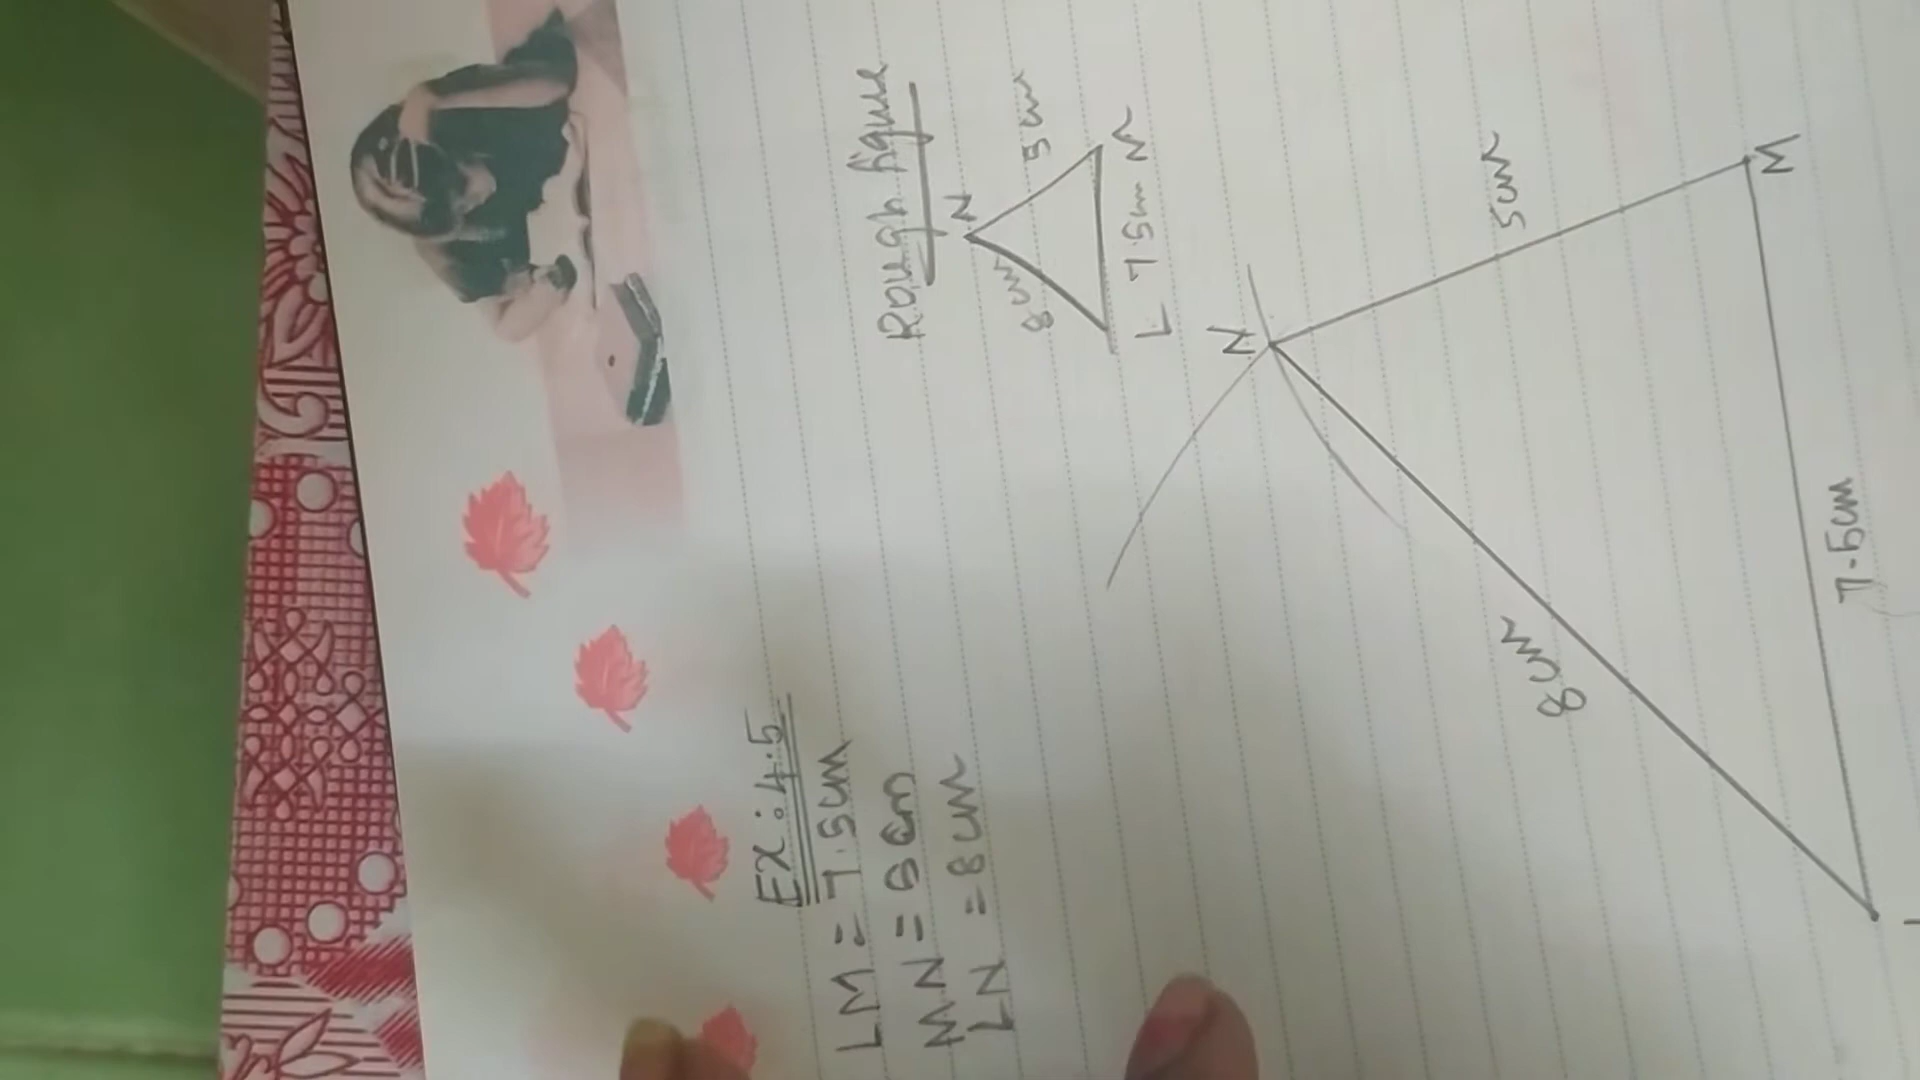 Ex: 4.5
LM = 7.5cm
MN = 5cm
LN = 8cm
Rough figure
N
8cm
5cm
L 7.5cm M
N
8cm
5cm
7.5cm
M